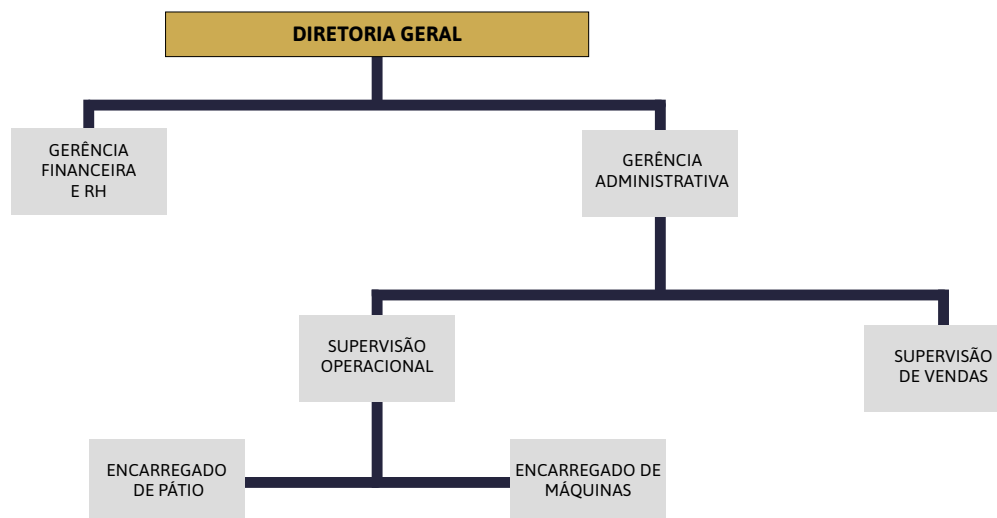 DIRETORIA GERAL
GERÊNCIA
FINANCEIRA
E RH
GERÊNCIA
ADMINISTRATIVA
SUPERVISÃO
OPERACIONAL
SUPERVISÃO
DE VENDAS
ENCARREGADO
DE PÁTIO
ENCARREGADO DE
MÁQUINAS